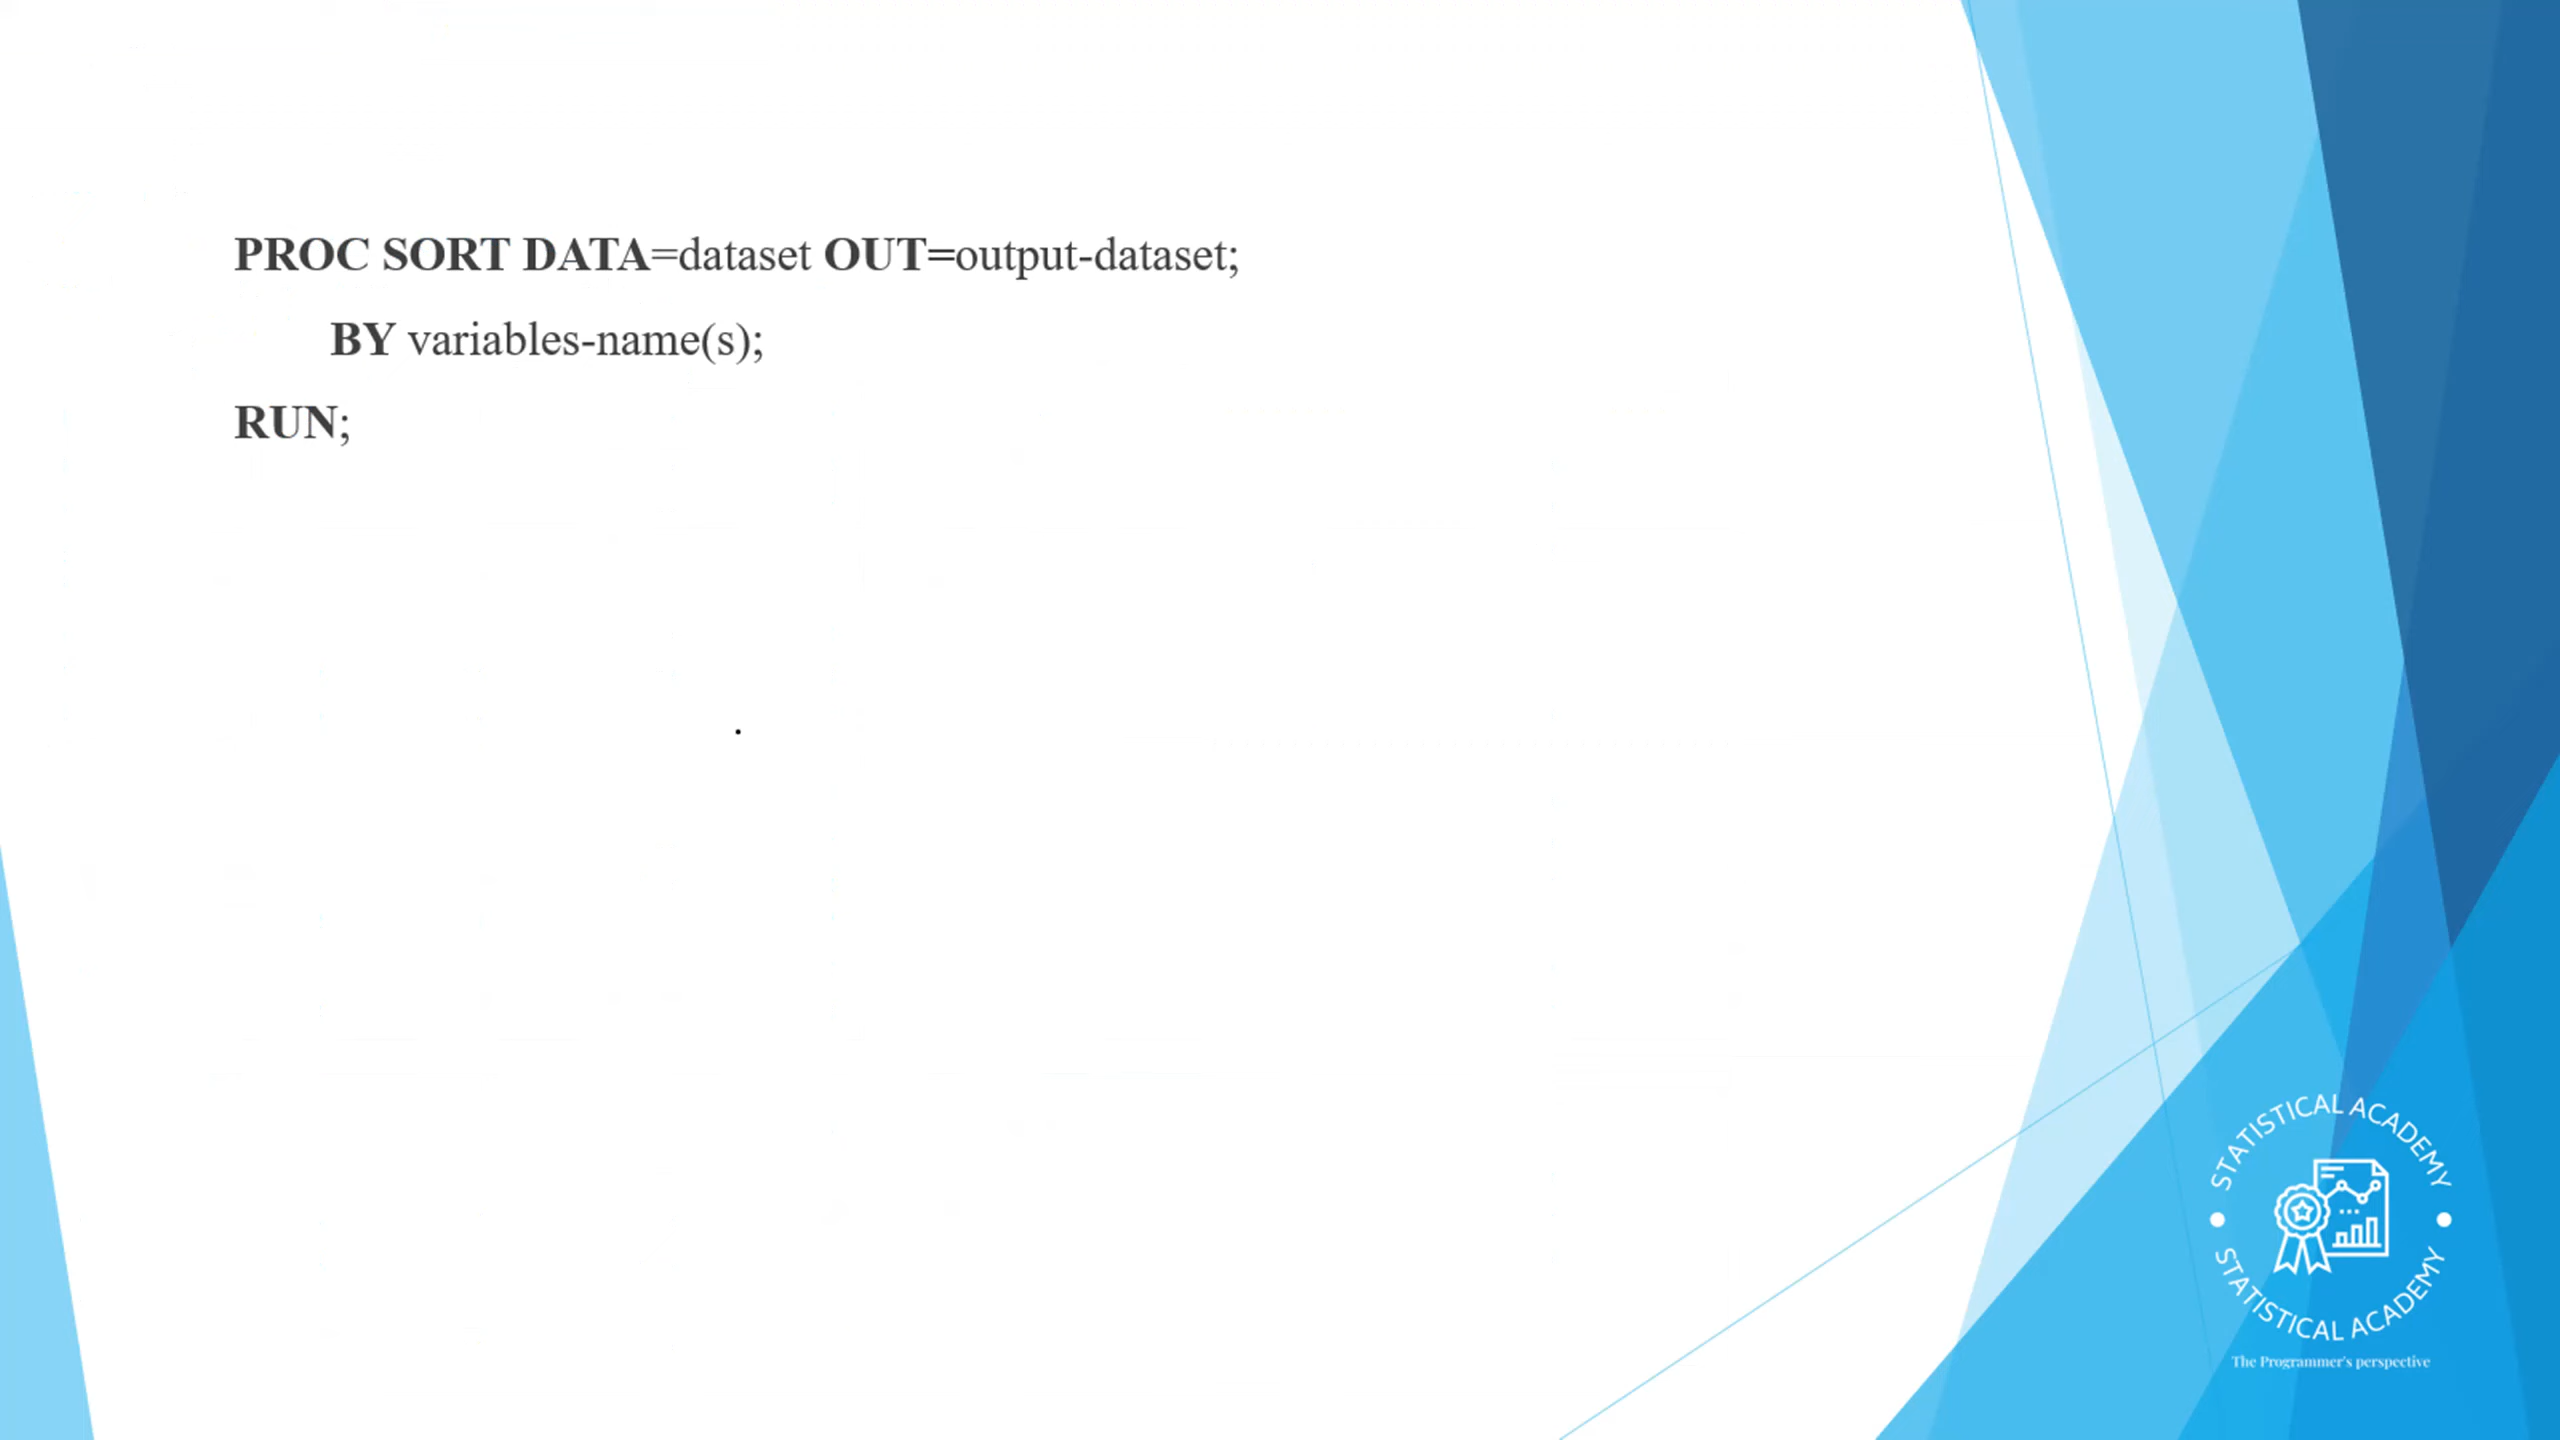 PROC SORT DATA=dataset OUT=output-dataset;
BY variables-name(s);
RUN;
.
STATISTICAL ACADEMY
STATISTICAL ACADEMY
The Programmer's perspective